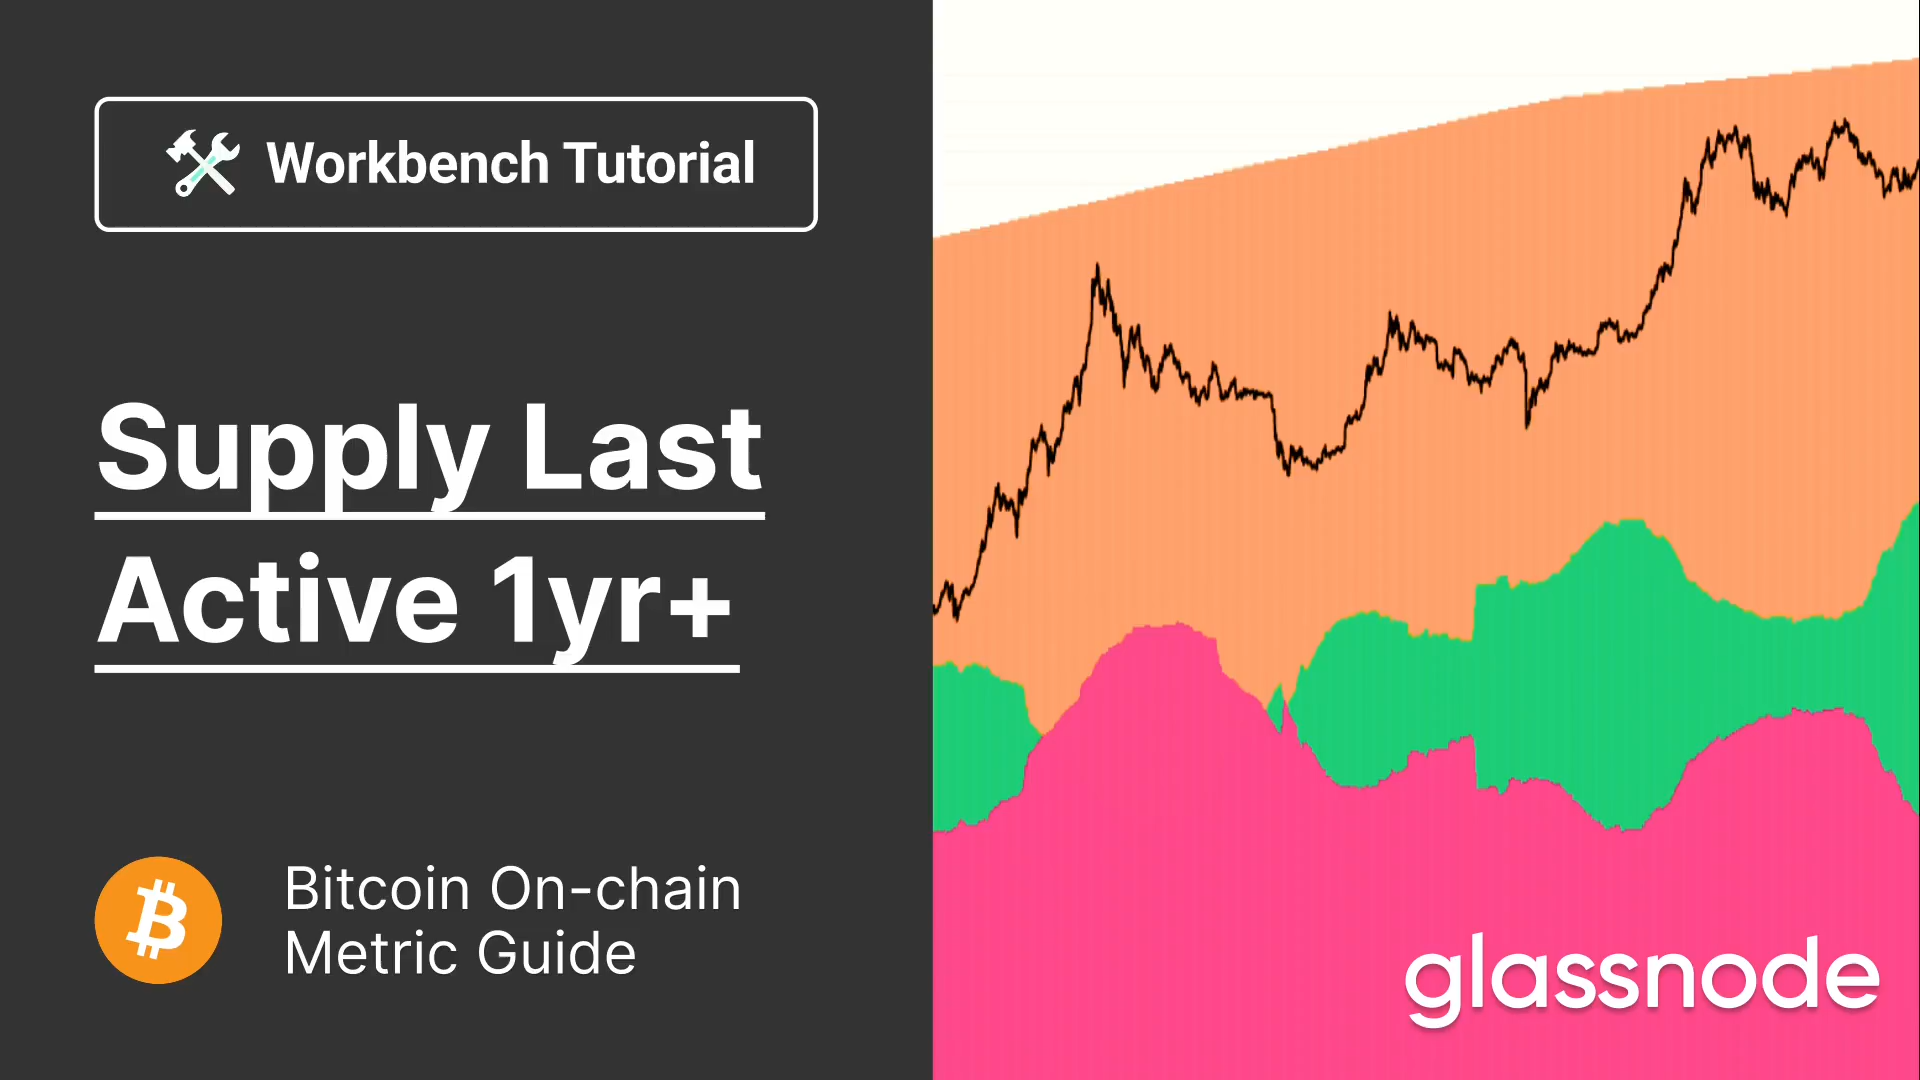 Workbench Tutorial
Supply Last
Active 1yr+
Bitcoin On-chain
Metric Guide
glassnode